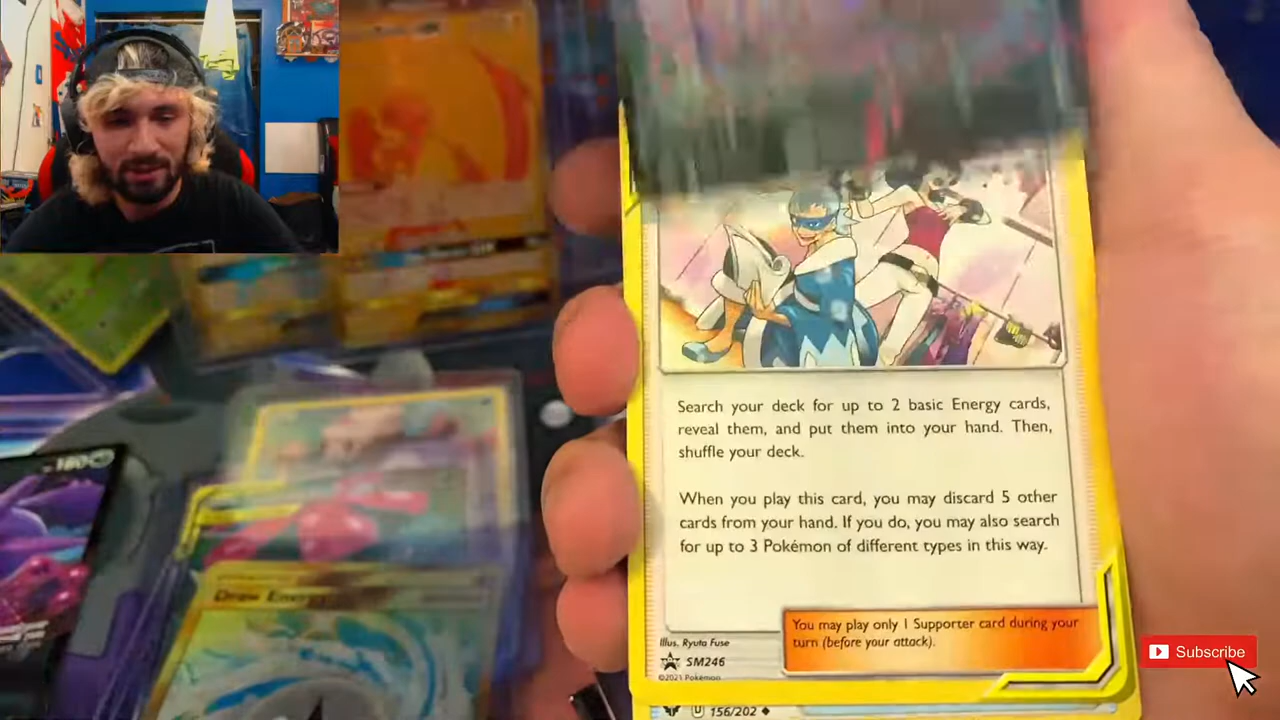 180
Draw Energy
Search your deck for up to 2 basic Energy cards,
reveal them, and put them into your hand. Then,
shuffle your deck.
When you play this card, you may discard 5 other
cards from your hand. If you do, you may also search
for up to 3 Pokémon of different types in this way.
You may play only 1 Supporter card during your
turn (before your attack).
Illus. Ryuta Fuse
SM246
©2021 Pokémon
U 156/202
Subscribe